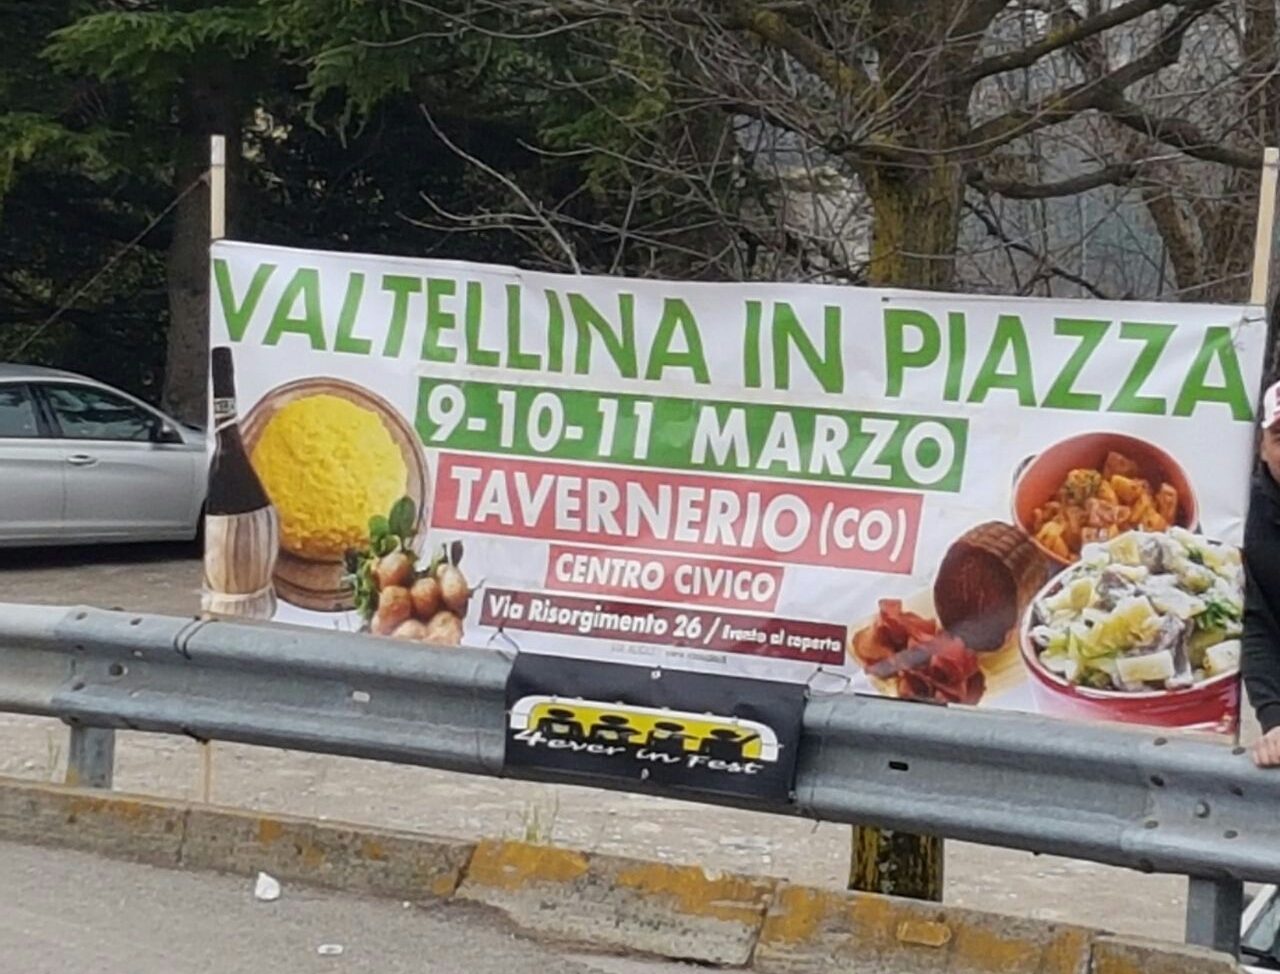 VALTELLINA IN PIAZZA
9-10-11 MARZO
TAVERNERIO (CO)
CENTRO CIVICO
Via Risorgimento 26 / evento al coperto
4ever in Fest